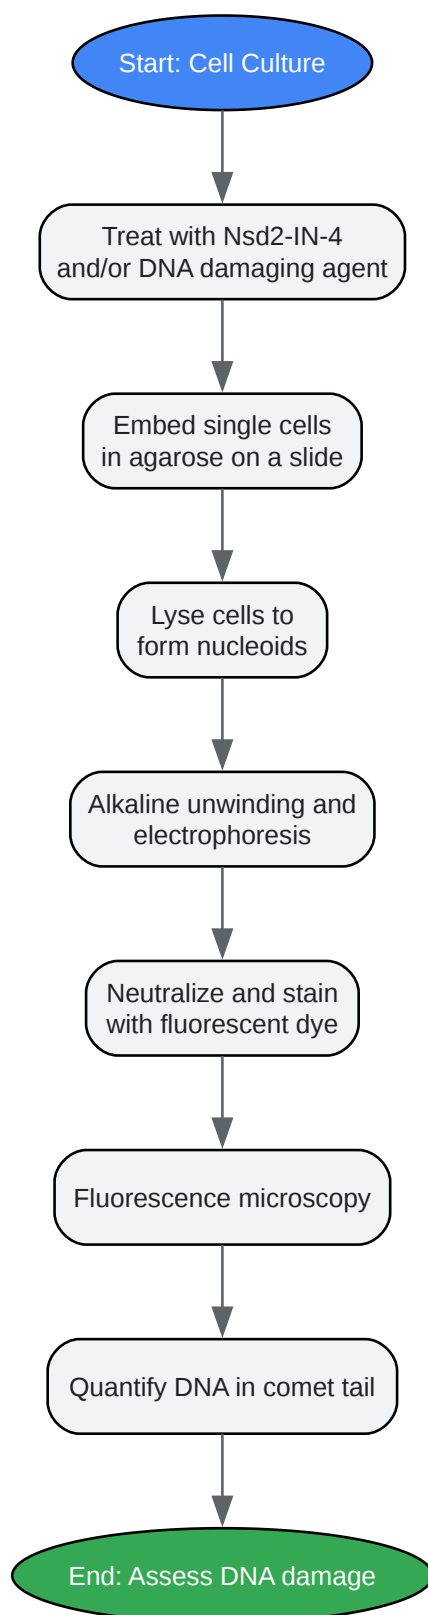 Start: Cell Culture
Treat with Nsd2-IN-4
and/or DNA damaging agent
Embed single cells
in agarose on a slide
Lyse cells to
form nucleoids
Alkaline unwinding and
electrophoresis
Neutralize and stain
with fluorescent dye
Fluorescence microscopy
Quantify DNA in comet tail
End: Assess DNA damage